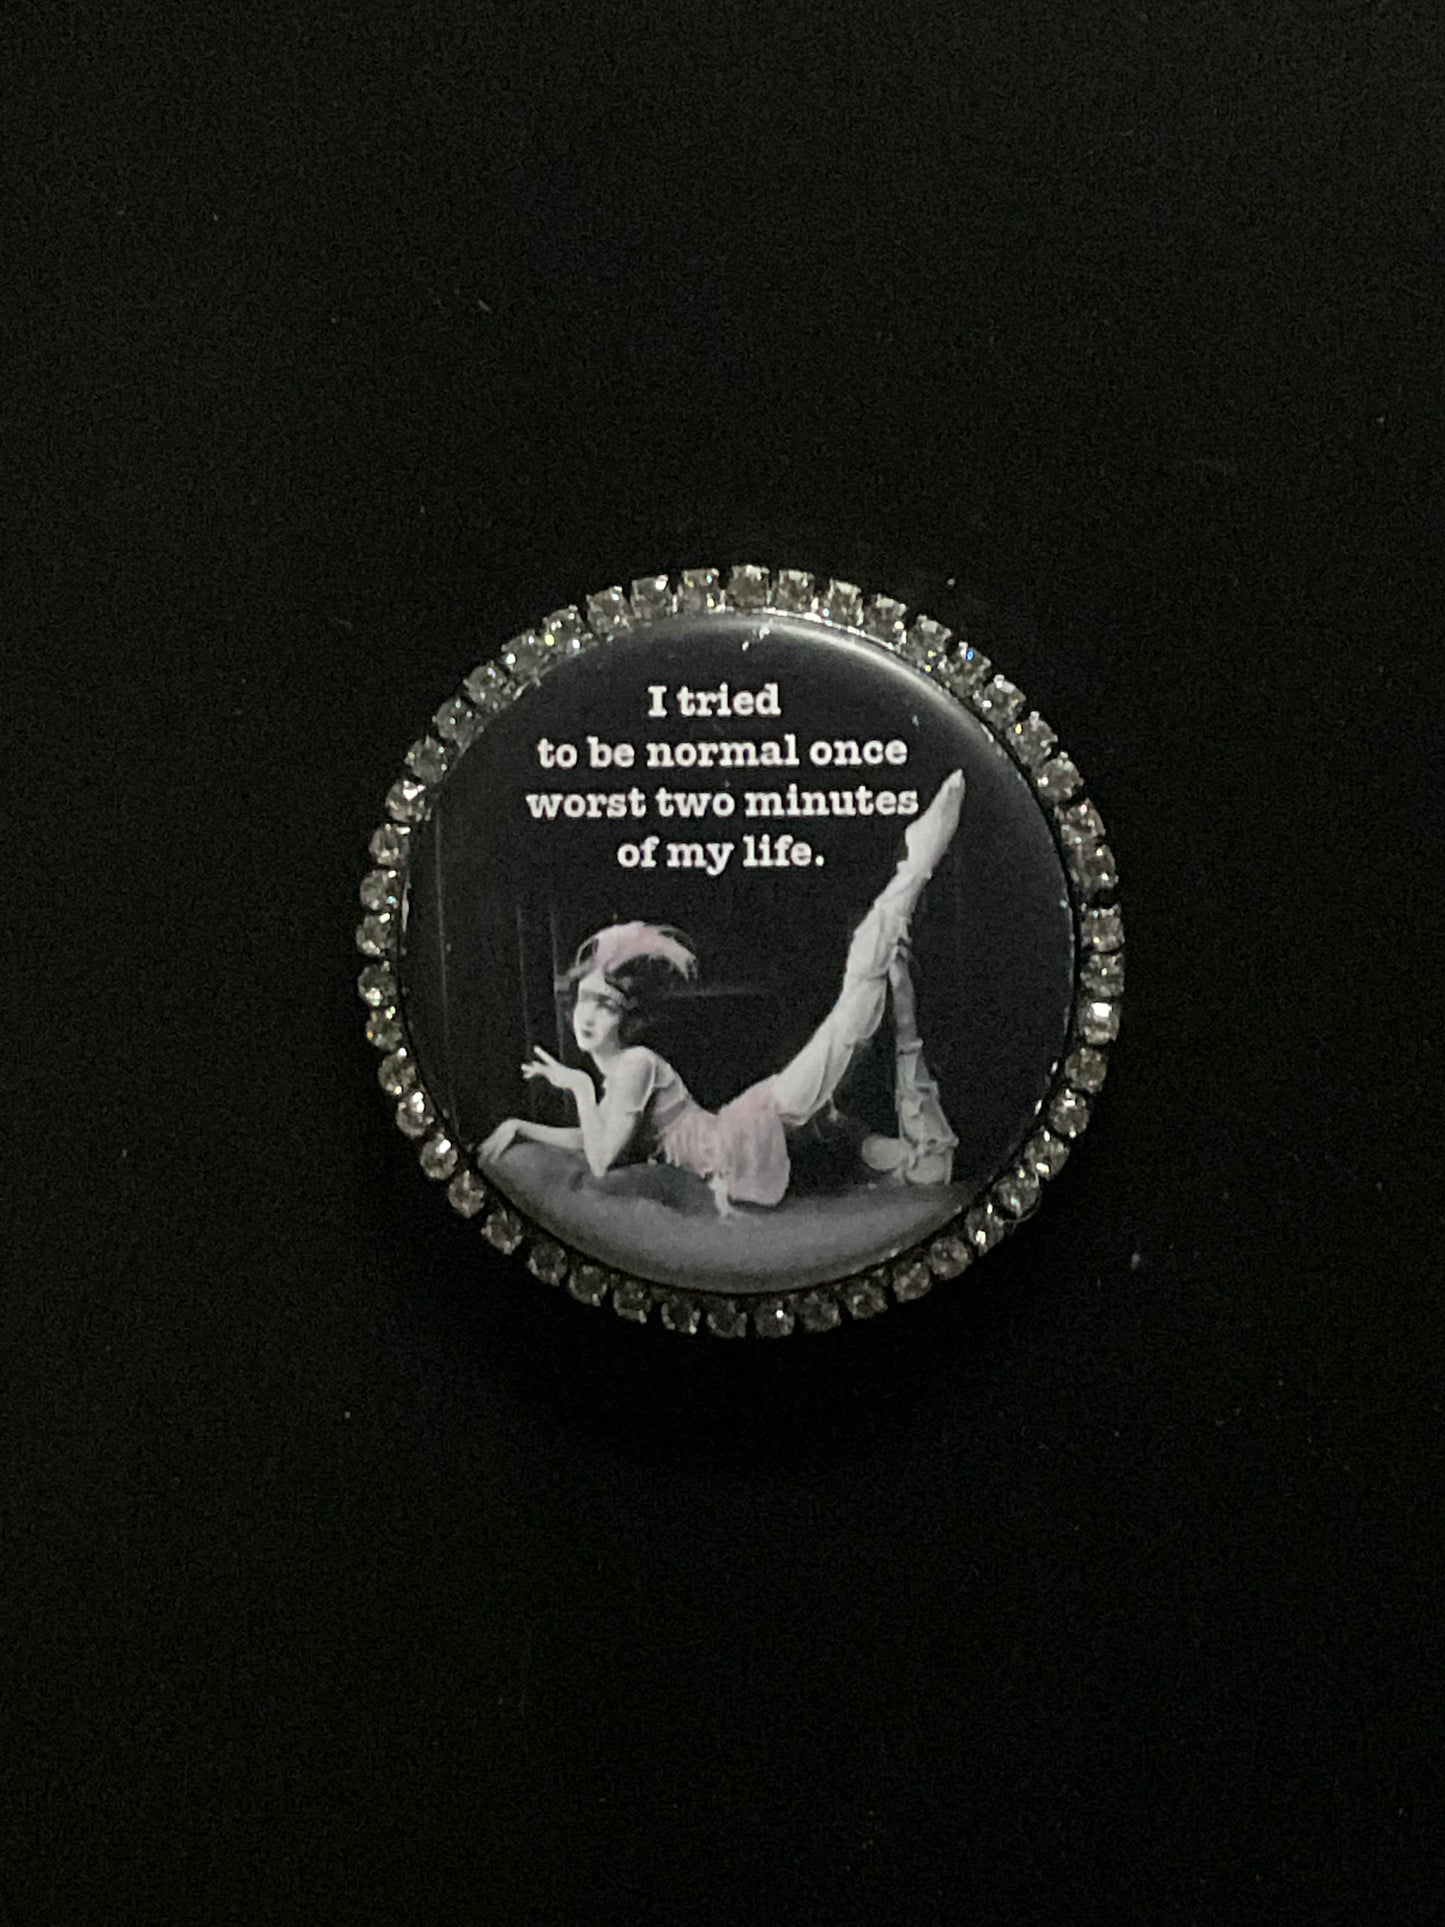 I tried
to be normal once
worst two minutes
of my life.